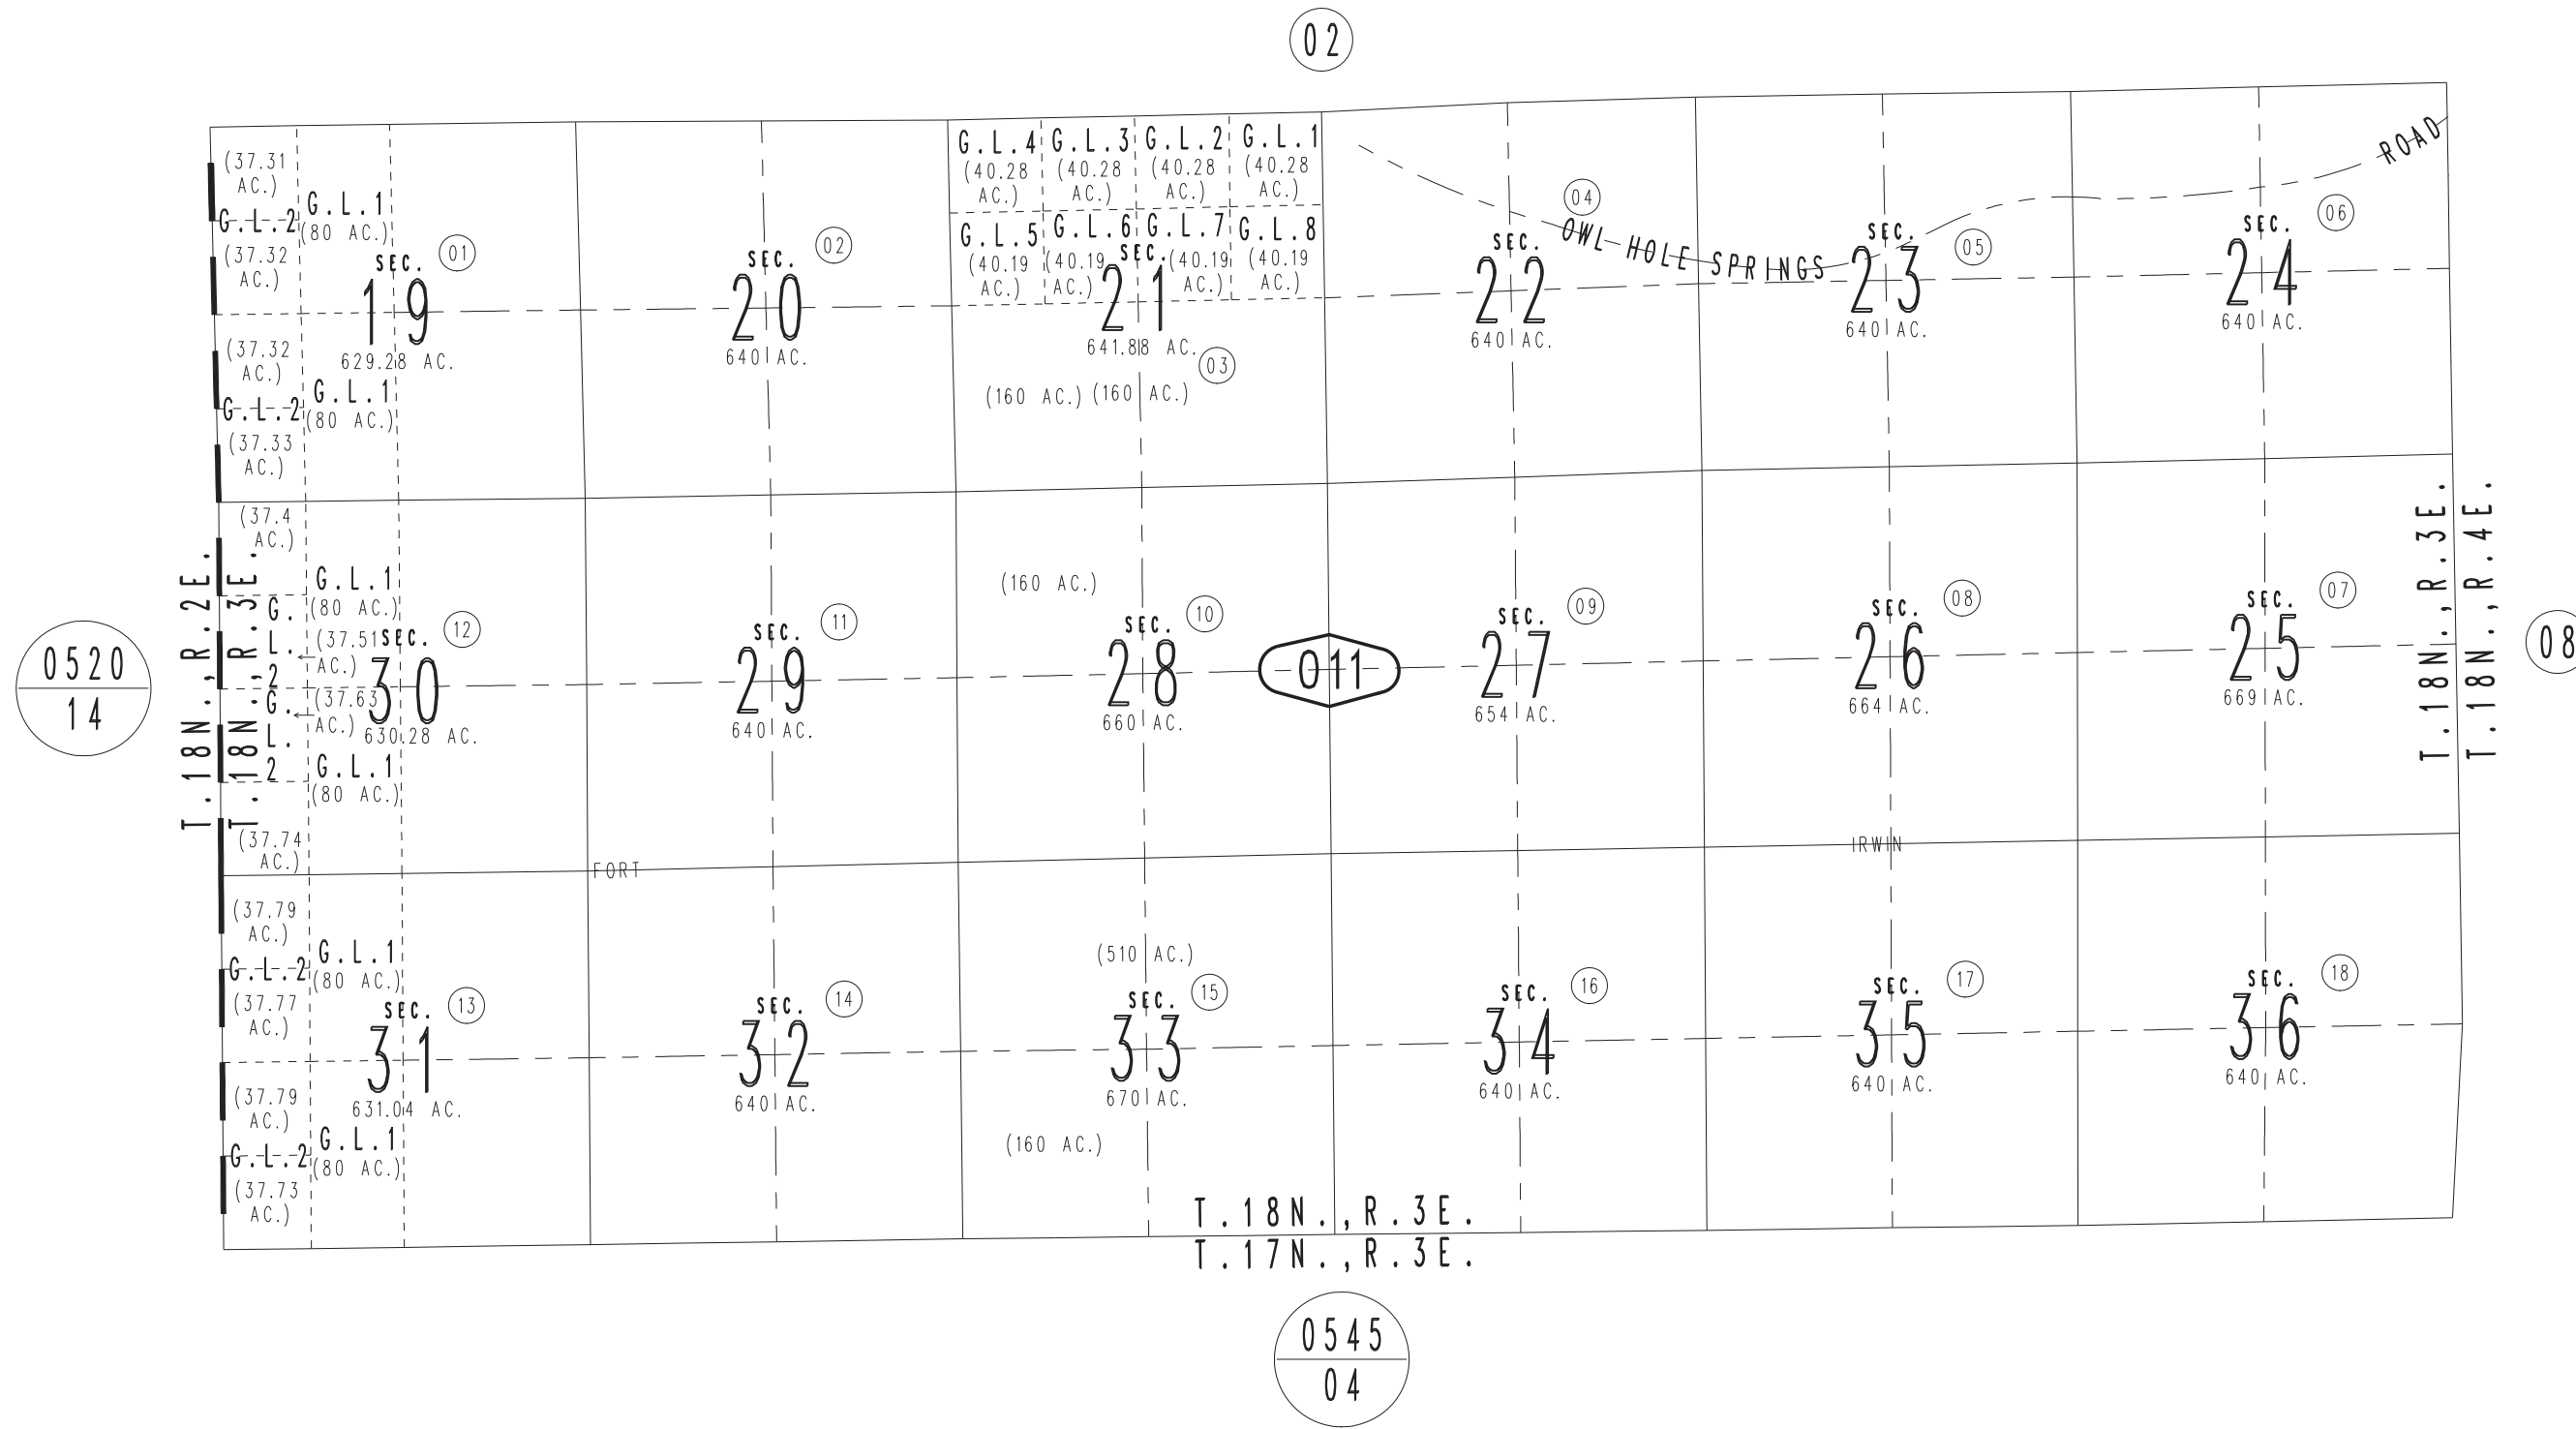 02
G.L.4 G.L.3 G.L.2 G.L.1
(40.28 AC.) (40.28 AC.) (40.28 AC.) (40.28 AC.)
G.L.5 G.L.6 G.L.7 G.L.8
(40.19 AC.) (40.19 AC.) (40.19 AC.) (40.19 AC.)
(37.31 AC.)
G.L.2
(37.32 AC.)
G.L.1
(80 AC.)
SEC. 19
01
629.28 AC.
(37.32 AC.)
G.L.2
(37.33 AC.)
G.L.1
(80 AC.)
SEC. 20
02
640 AC.
SEC. 21
641.88 AC.
03
(160 AC.) (160 AC.)
SEC. 22
04
640 AC.
OWL HOLE SPRINGS ROAD
SEC. 23
05
640 AC.
SEC. 24
06
640 AC.
T.18N.,R.2E.
T.18N.,R.3E.
0520
14
(37.4 AC.)
G.L.1
(80 AC.)
G.L.2
(37.51 AC.)
SEC. 30
12
630.28 AC.
G.L.2
(37.63 AC.)
G.L.1
(80 AC.)
(37.74 AC.)
SEC. 29
11
640 AC.
(160 AC.)
SEC. 28
10
660 AC.
011
SEC. 27
09
654 AC.
SEC. 26
08
664 AC.
SEC. 25
07
669 AC.
T.18N.,R.3E.
T.18N.,R.4E.
08
FORT IRWIN
(37.79 AC.)
G.L.2
(37.77 AC.)
G.L.1
(80 AC.)
SEC. 31
13
631.04 AC.
(37.79 AC.)
G.L.2
(37.73 AC.)
G.L.1
(80 AC.)
SEC. 32
14
640 AC.
(510 AC.)
SEC. 33
15
670 AC.
(160 AC.)
SEC. 34
16
640 AC.
SEC. 35
17
640 AC.
SEC. 36
18
640 AC.
T.18N.,R.3E.
T.17N.,R.3E.
0545
04